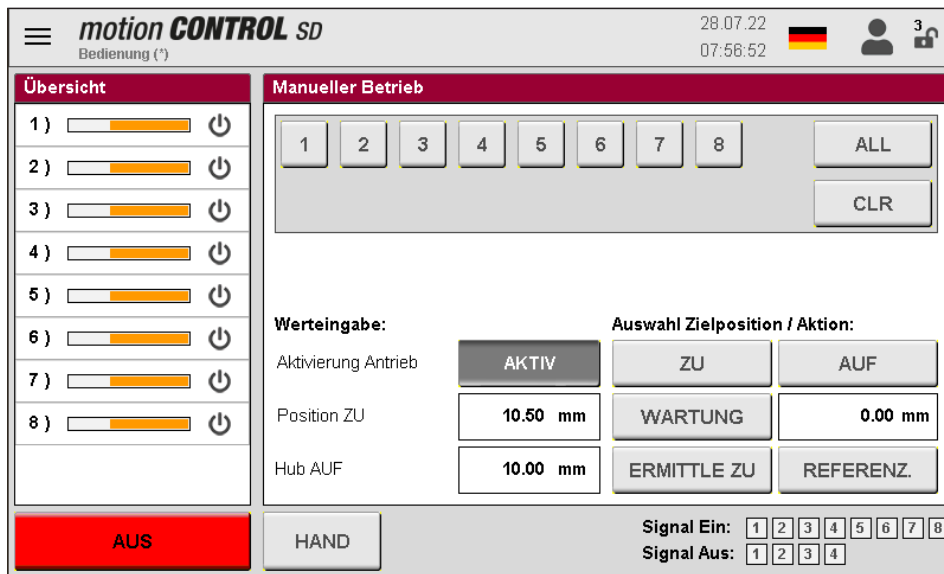 motion CONTROL SD
Bedienung (*)
28.07.22
07:56:52
3
Übersicht
1 )
2 )
3 )
4 )
5 )
6 )
7 )
8 )
Manueller Betrieb
1 2 3 4 5 6 7 8 ALL
CLR
Werteingabe:
Auswahl Zielposition / Aktion:
Aktivierung Antrieb AKTIV ZU AUF
Position ZU 10.50 mm WARTUNG 0.00 mm
Hub AUF 10.00 mm ERMITTLE ZU REFERENZ.
AUS
HAND
Signal Ein: 1 2 3 4 5 6 7 8
Signal Aus: 1 2 3 4